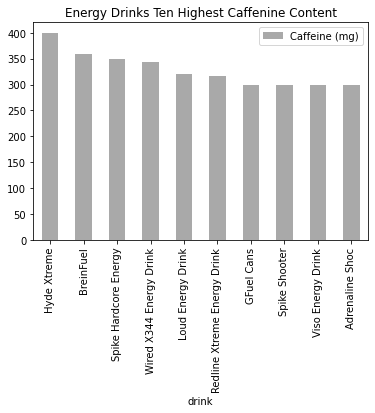 Energy Drinks Ten Highest Caffenine Content
Caffeine (mg)
400
350
300
250
200
150
100
50
0
Hyde Xtreme
BreinFuel
Spike Hardcore Energy
Wired X344 Energy Drink
Loud Energy Drink
Redline Xtreme Energy Drink
GFuel Cans
Spike Shooter
Viso Energy Drink
Adrenaline Shoc
drink